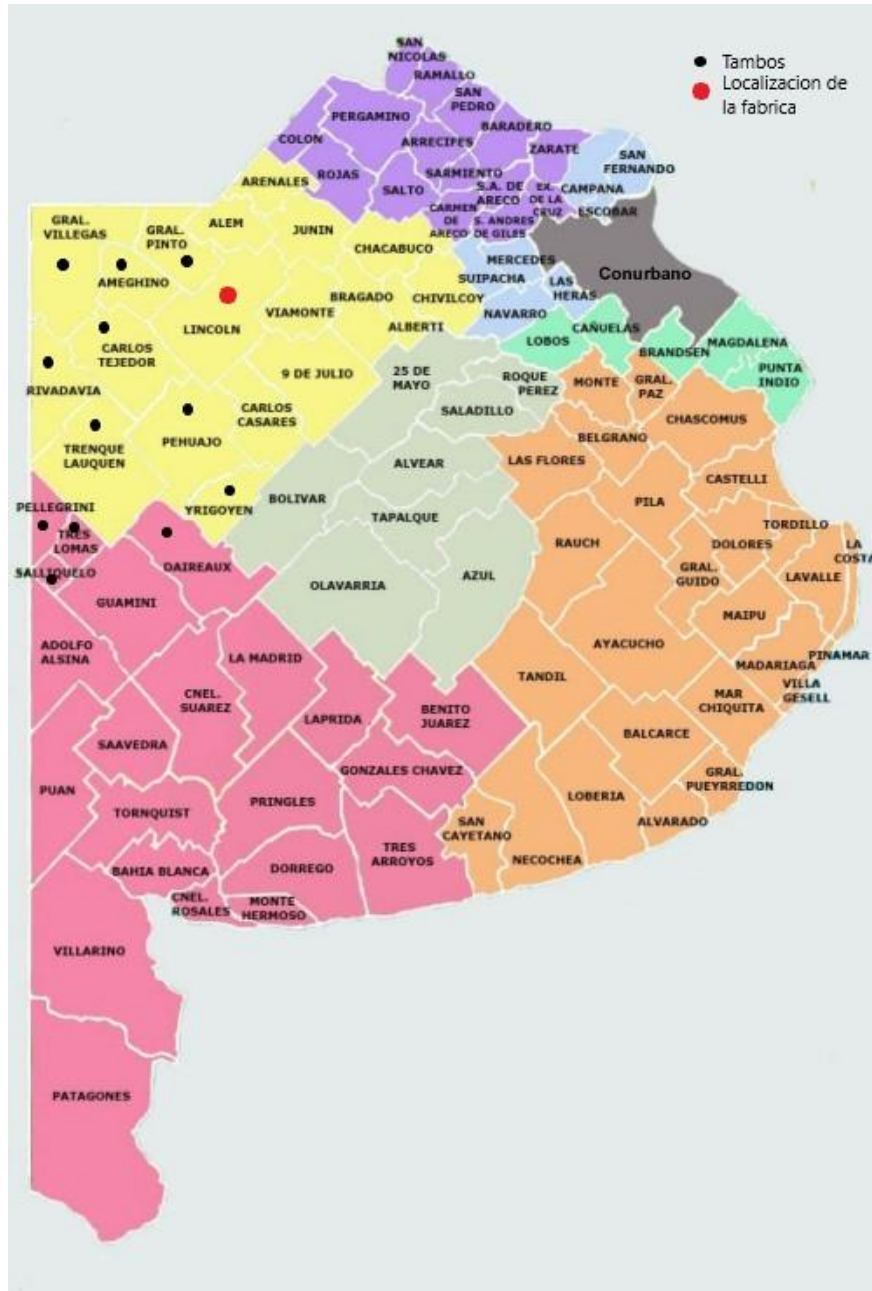 Tambos
Localizacion de
la fabrica
SAN
NICOLAS
RAMALLO
SAN
PEDRO
PERGAMINO
BARADERO
COLON
ARRECIFES
ZARATE
SAN
FERNANDO
ROJAS
SARMIENTO
ARENALES
SALTO
S.A. DE
ARECO
EX.
DE LA
CRUZ
CAMPANA
CARMEN
DE
ARECO
S. ANDRES
DE GILES
ESCOBAR
GRAL.
VILLEGAS
GRAL.
PINTO
ALEM
JUNIN
CHACABUCO
MERCEDES
SUIPACHA
LAS
HERAS
Conurbano
AMEGHINO
BRAGADO
CHIVILCOY
NAVARRO
VIAMONTE
LINCOLN
ALBERTI
CAÑUELAS
LOBOS
MAGDALENA
CARLOS
TEJEDOR
BRANDSEN
PUNTA
INDIO
9 DE JULIO
25 DE
MAYO
ROQUE
PEREZ
MONTE
GRAL.
PAZ
RIVADAVIA
CARLOS
CASARES
SALADILLO
CHASCOMUS
PEHUAJO
BELGRANO
TRENQUE
LAUQUEN
ALVEAR
LAS FLORES
CASTELLI
BOLIVAR
PILA
PELLEGRINI
YRIGOYEN
TAPALQUE
TORDILLO
TRES
LOMAS
RAUCH
DOLORES
LA
COSTA
SALLIQUELO
DAIREAUX
OLAVARRIA
AZUL
GRAL.
GUIDO
LAVALLE
GUAMINI
MAIPU
ADOLFO
ALSINA
LA MADRID
AYACUCHO
PINAMAR
MADARIAGA
TANDIL
VILLA
GESELL
CNEL.
SUAREZ
MAR
CHIQUITA
LAPRIDA
BENITO
JUAREZ
BALCARCE
SAAVEDRA
GONZALES CHAVEZ
GRAL.
PUEYRREDON
PUAN
PRINGLES
LOBERIA
TORNQUIST
SAN
CAYETANO
ALVARADO
TRES
ARROYOS
NECOCHEA
BAHIA BLANCA
DORREGO
CNEL.
ROSALES
MONTE
HERMOSO
VILLARINO
PATAGONES